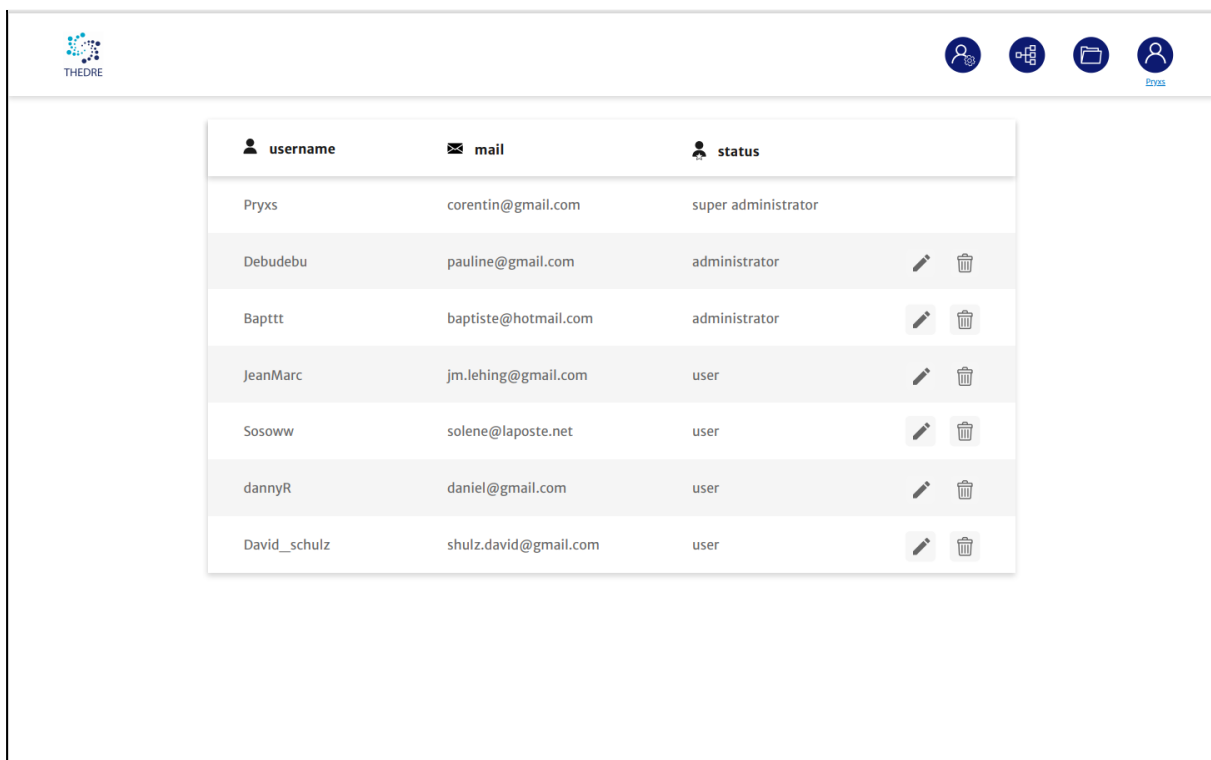 THEDRE
Pryxs
username mail status
Pryxs corentin@gmail.com super administrator
Debudebu pauline@gmail.com administrator
Bapttt baptiste@hotmail.com administrator
JeanMarc jm.lehing@gmail.com user
Sosoww solene@laposte.net user
dannyR daniel@gmail.com user
David_schulz shulz.david@gmail.com user